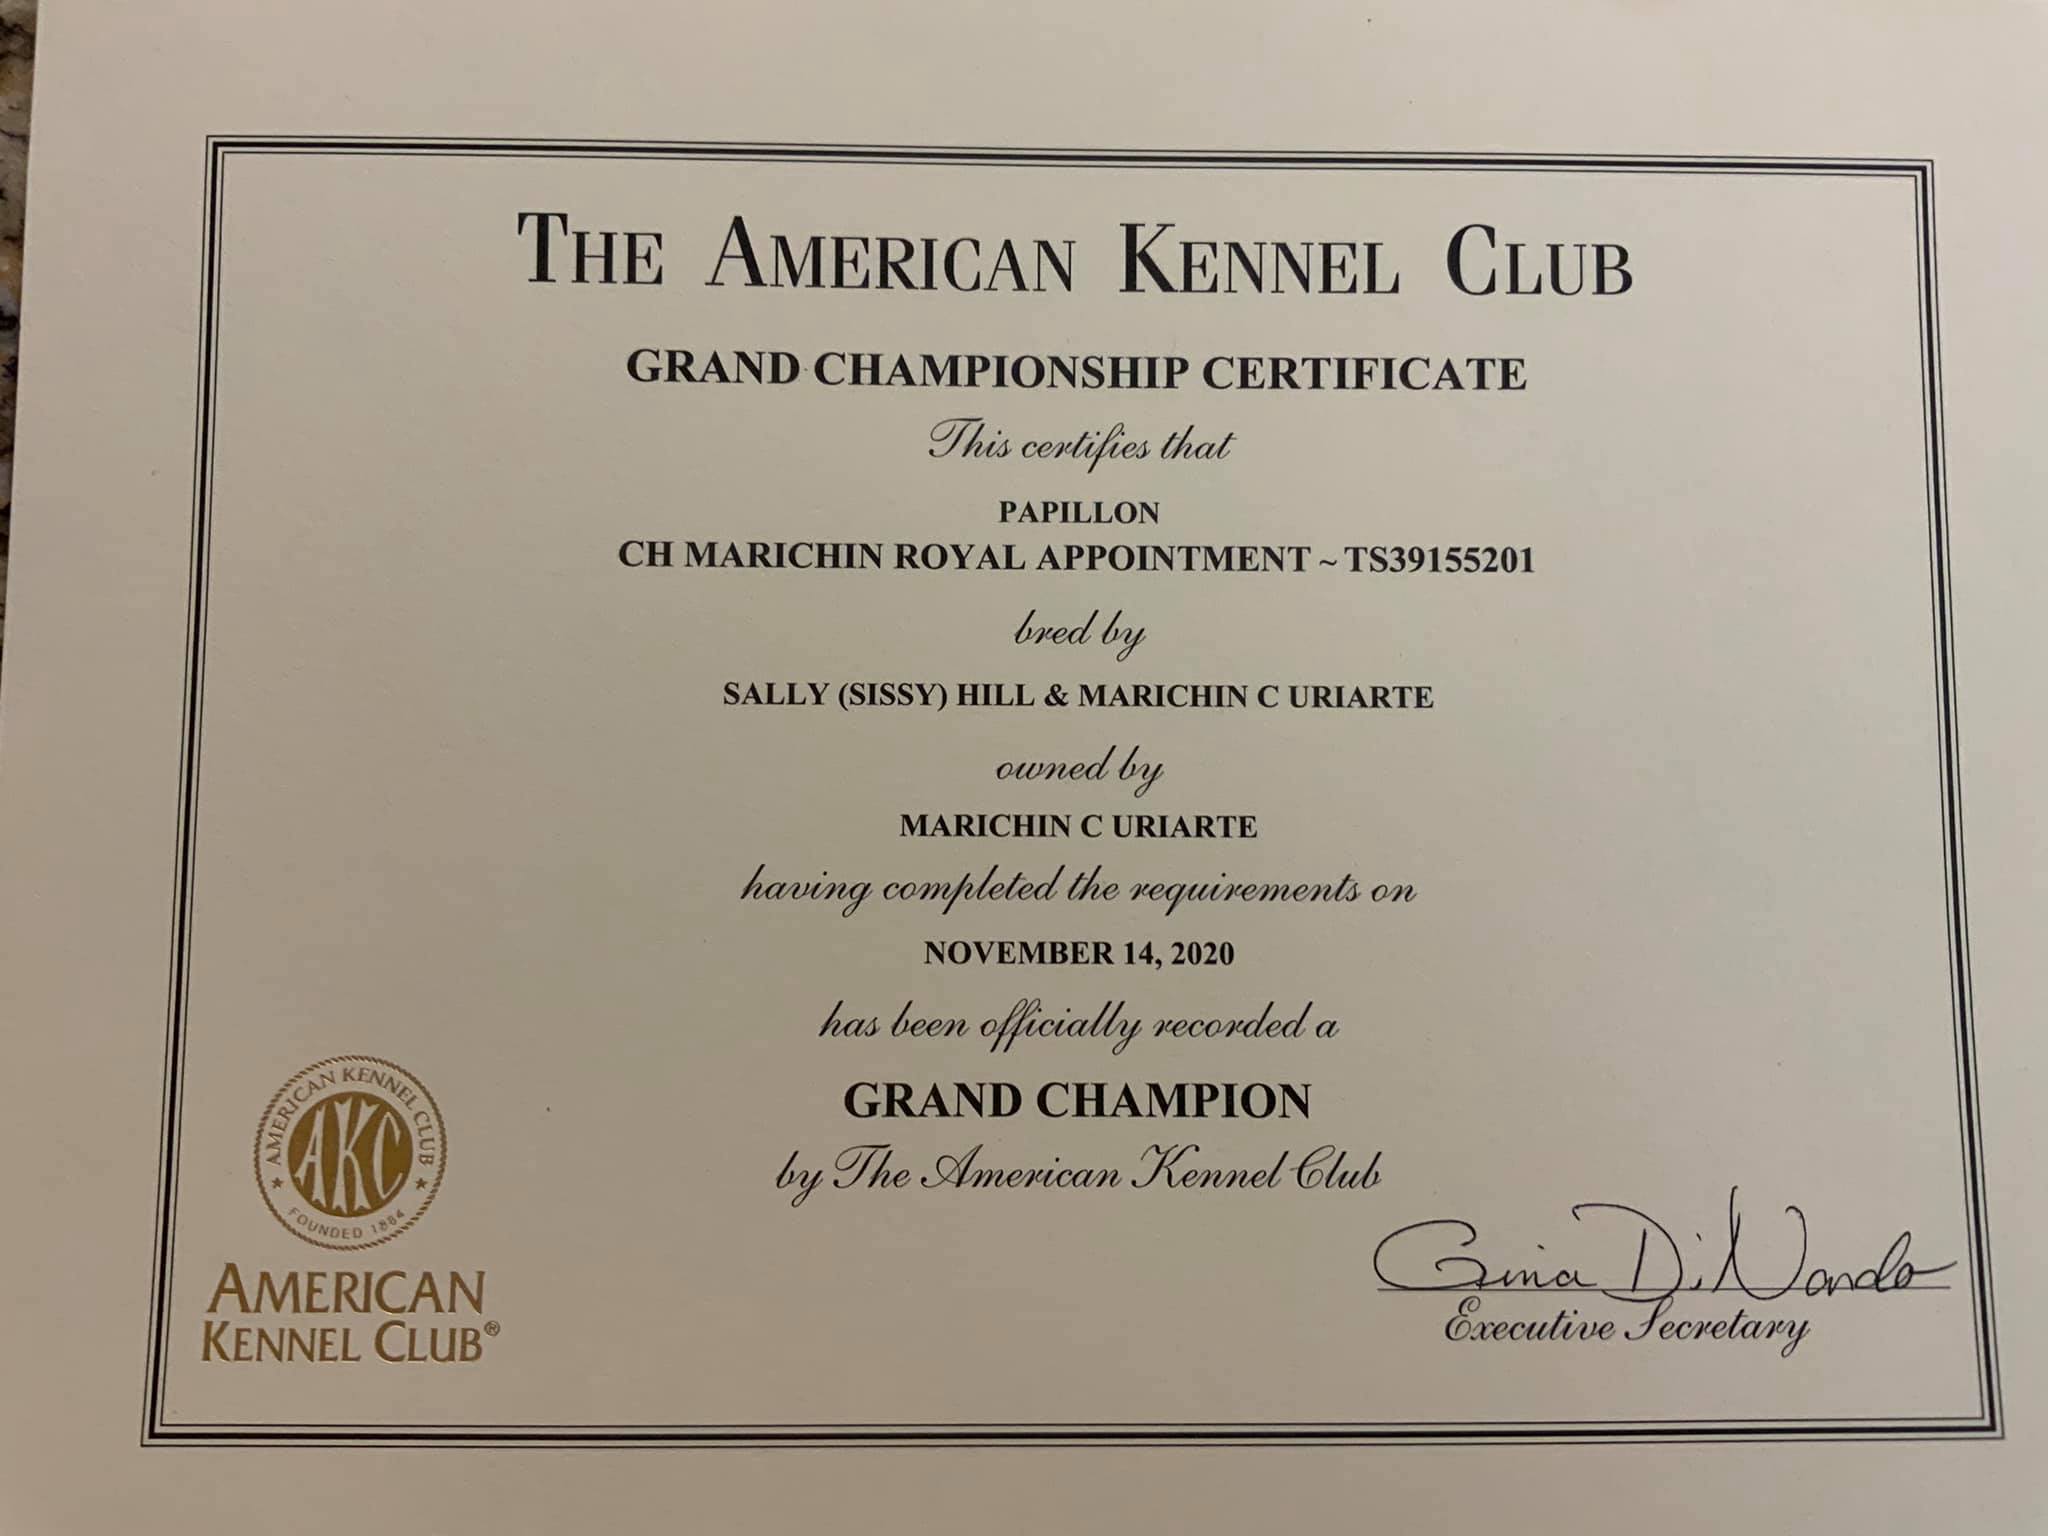 THE AMERICAN KENNEL CLUB
GRAND CHAMPIONSHIP CERTIFICATE
This certifies that
PAPILLON
CH MARICHIN ROYAL APPOINTMENT ~ TS39155201
bred by
SALLY (SISSY) HILL & MARICHIN C URIARTE
owned by
MARICHIN C URIARTE
having completed the requirements on
NOVEMBER 14, 2020
has been officially recorded a
GRAND CHAMPION
by The American Kennel Club
AMERICAN KENNEL CLUB
AKC
FOUNDED 1884
AMERICAN
KENNEL CLUB®
Gina DiNardo
Executive Secretary